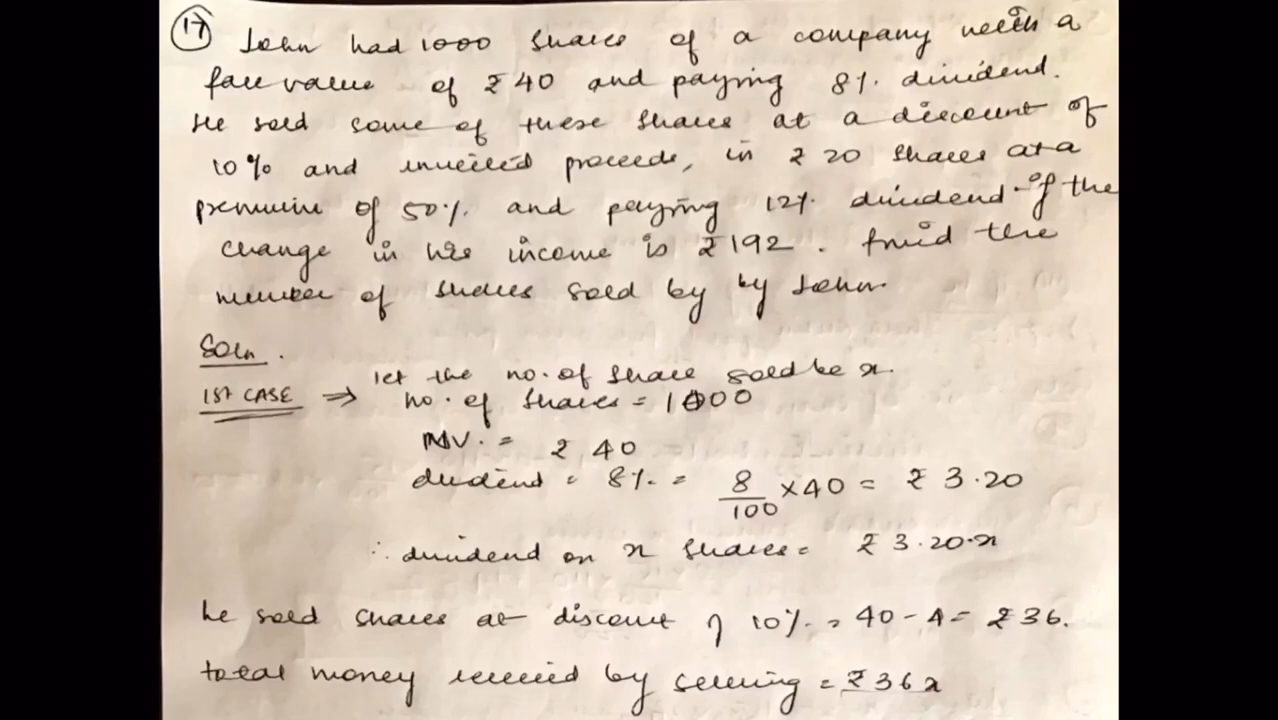 17 John had 1000 shares of a company with a
face value of ₹40 and paying 8% dividend.
He sold some of these shares at a discount of
10% and invested proceeds, in ₹20 shares at a
premium of 50% and paying 12% dividend. If the
change in his income is ₹192. find the
number of shares sold by by John
Soln.
let the no. of share sold be x.
1st CASE ⇒ no. of shares = 1000
NV. = ₹ 40
dividend = 8% = 8/100 ×40 = ₹ 3.20
∴ dividend on x shares = ₹ 3.20.x
he sold shares at discount of 10% = 40 - 4 = ₹36.
total money received by selling = ₹36x